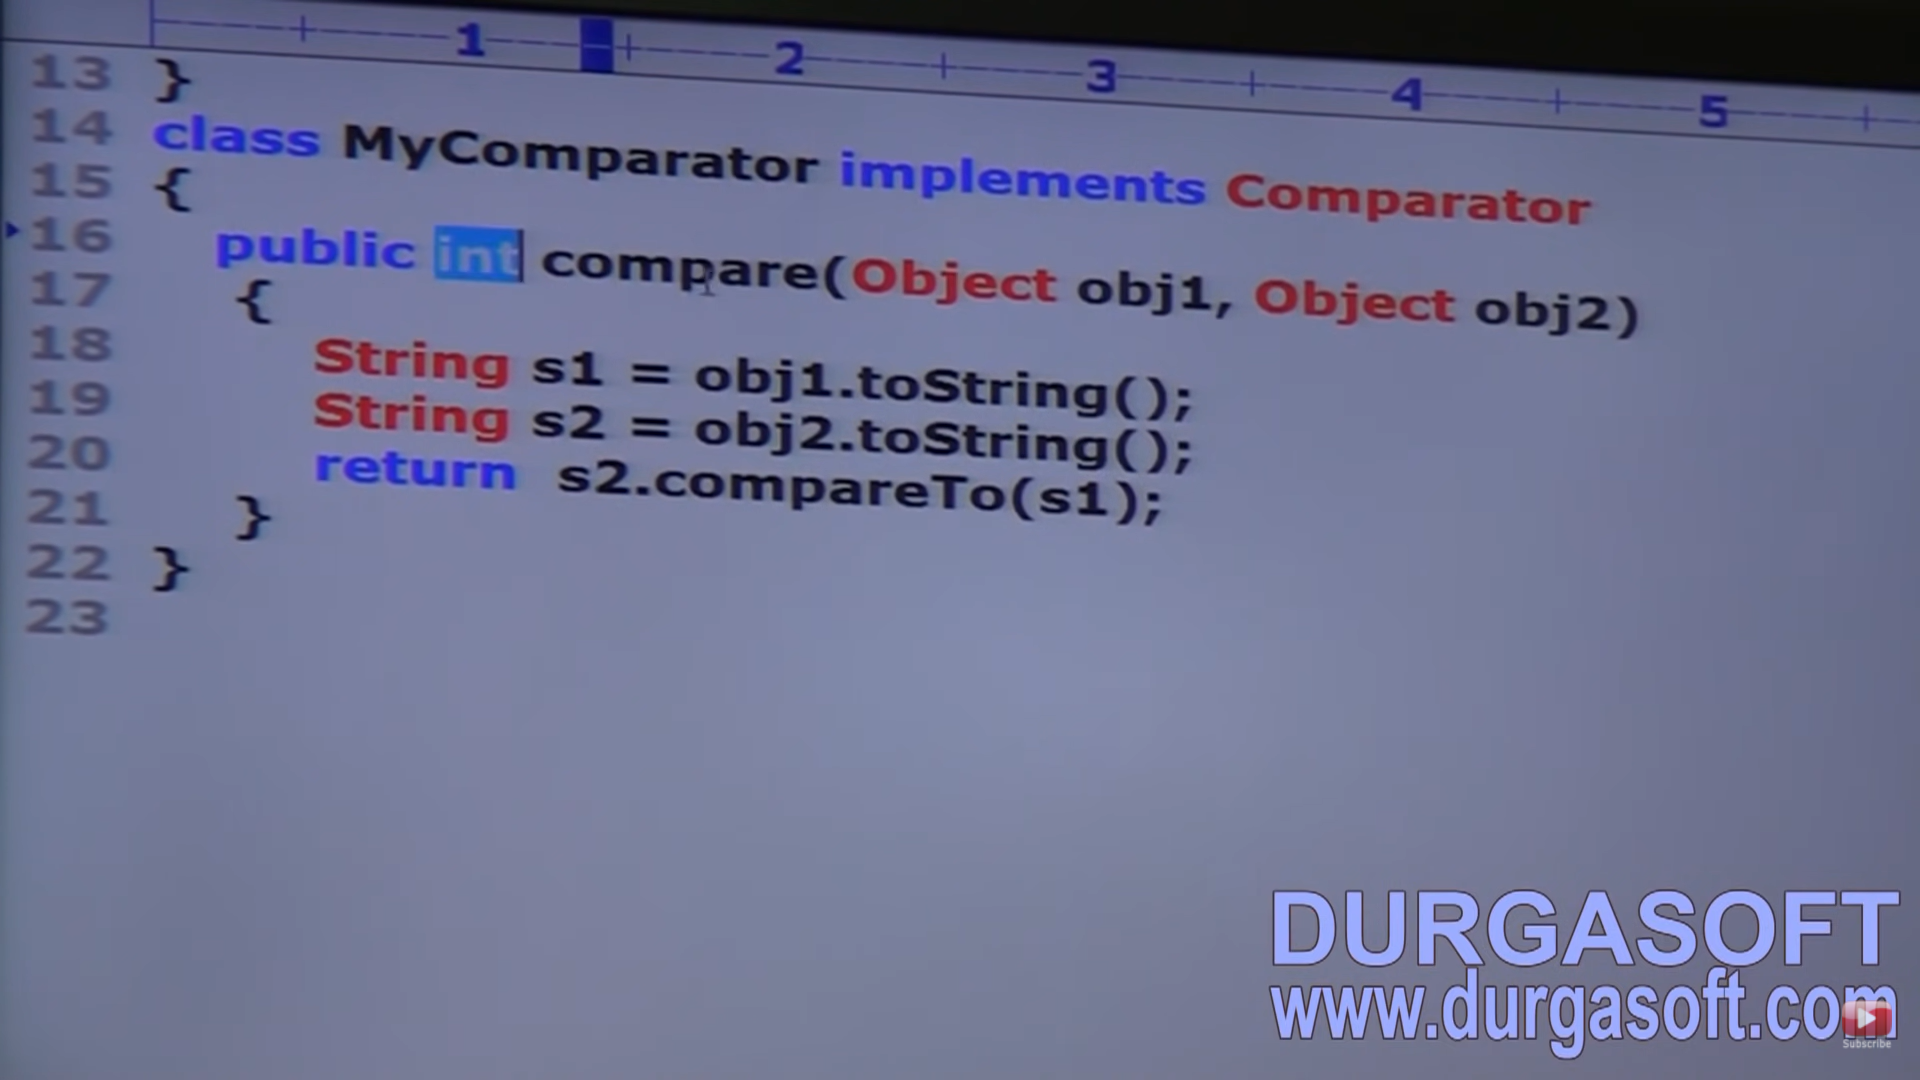 1 2 3 4 5
13 }
14 class MyComparator implements Comparator
15 {
16 public int compare(Object obj1, Object obj2)
17 {
18 String s1 = obj1.toString();
19 String s2 = obj2.toString();
20 return s2.compareTo(s1);
21 }
22 }
23
DURGASOFT
www.durgasoft.com
Subscribe